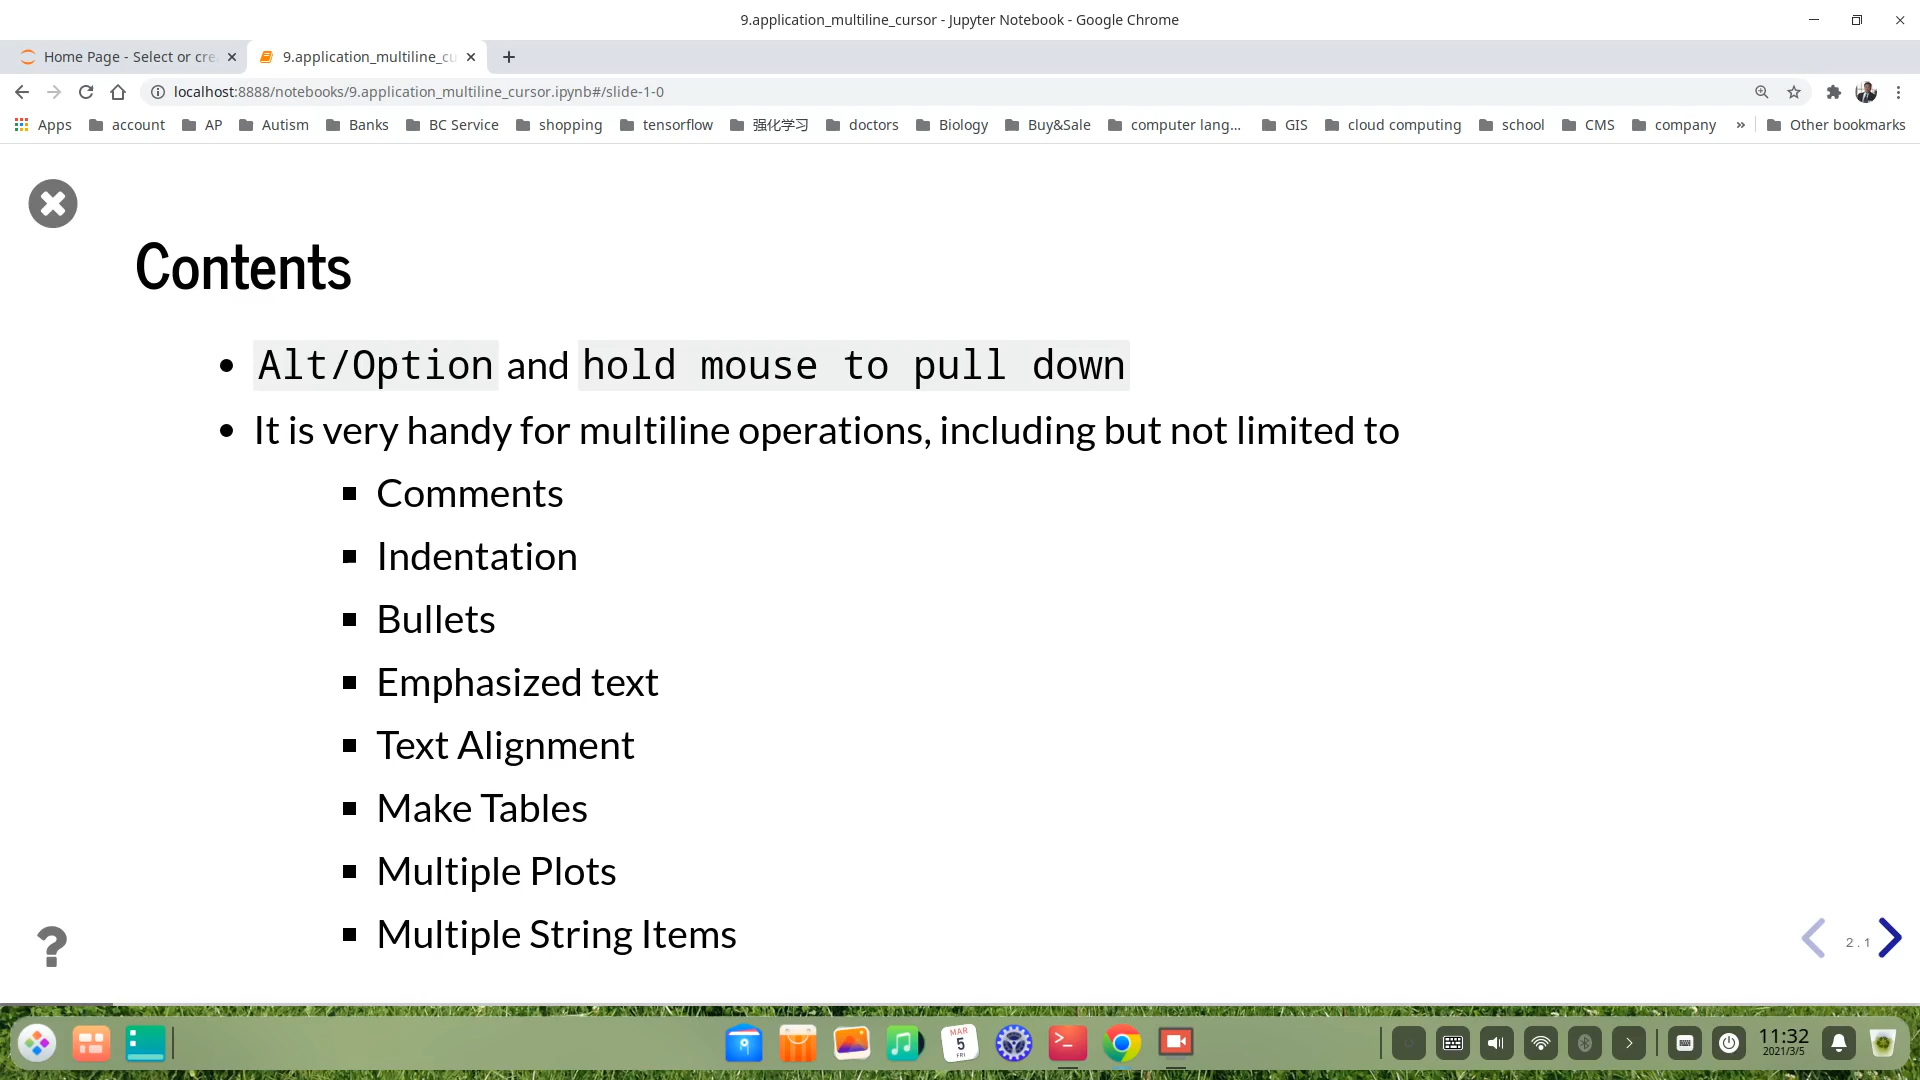 9.application_multiline_cursor - Jupyter Notebook - Google Chrome
Home Page - Select or cre
9.application_multiline_cu
localhost:8888/notebooks/9.application_multiline_cursor.ipynb#/slide-1-0
Apps account AP Autism Banks BC Service shopping tensorflow 强化学习 doctors Biology Buy&Sale computer lang... GIS cloud computing school CMS company » Other bookmarks
Contents
Alt/Option and hold mouse to pull down
It is very handy for multiline operations, including but not limited to
Comments
Indentation
Bullets
Emphasized text
Text Alignment
Make Tables
Multiple Plots
Multiple String Items
2.1
MAR
5
FRI
11:32
2021/3/5